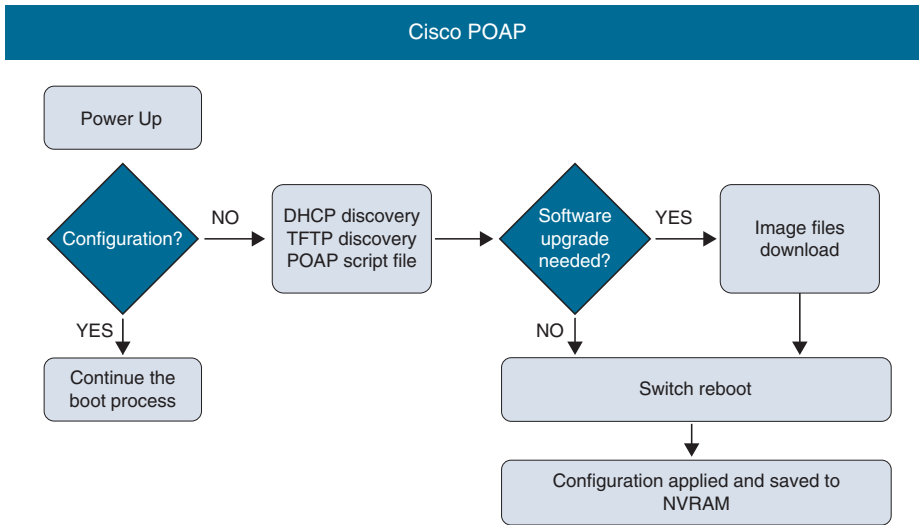 Cisco POAP
Power Up
Configuration?
NO
DHCP discovery
TFTP discovery
POAP script file
Software
upgrade
needed?
YES
Image files
download
YES
NO
Continue the
boot process
Switch reboot
Configuration applied and saved to
NVRAM